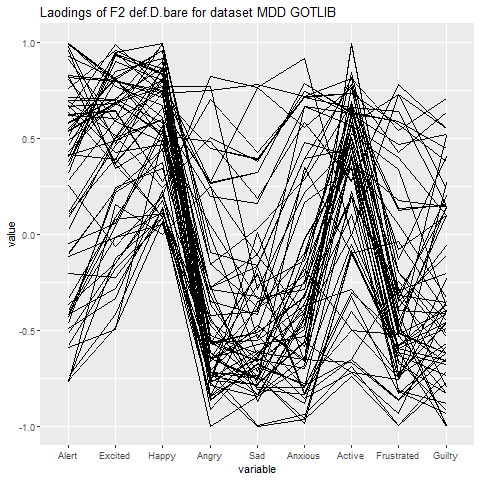 Laodings of F2 def.D.bare for dataset MDD GOTLIB
1.0
0.5
0.0
-0.5
-1.0
value
Alert Excited Happy Angry Sad Anxious Active Frustrated Guilty
variable